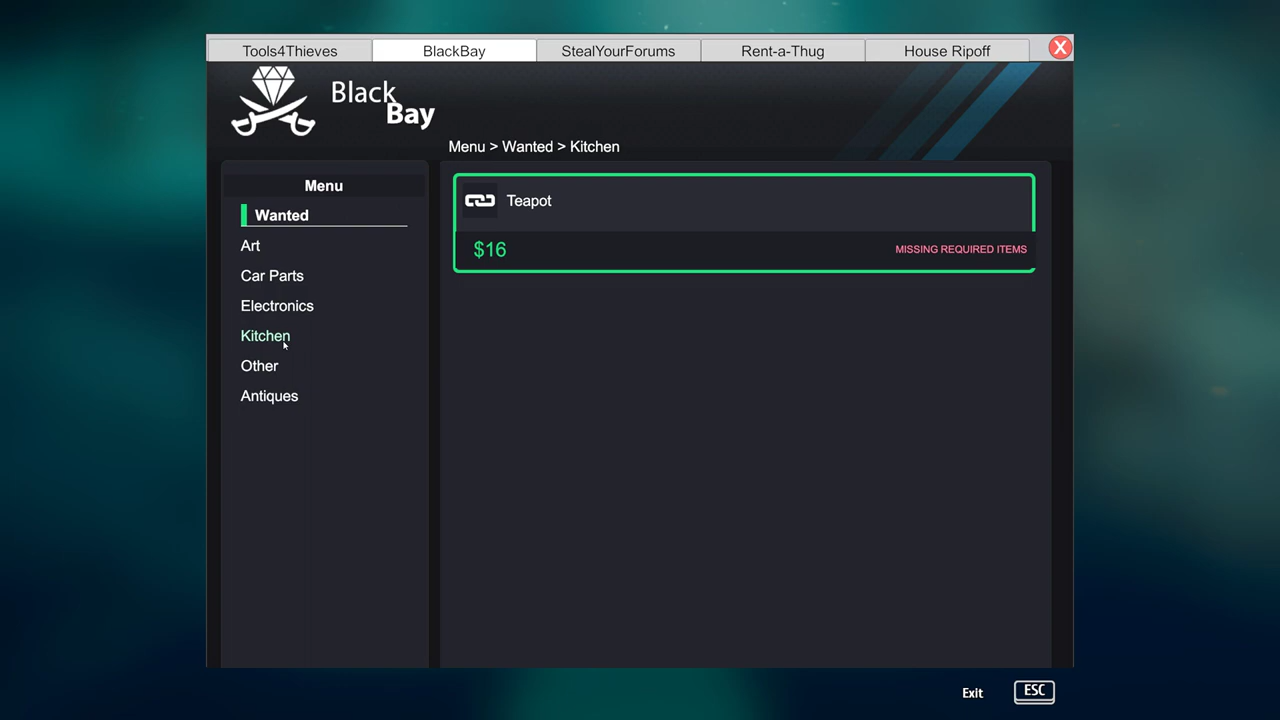 Tools4Thieves
BlackBay
StealYourForums
Rent-a-Thug
House Ripoff
X
Black
Bay
Menu > Wanted > Kitchen
Menu
Wanted
Art
Car Parts
Electronics
Kitchen
Other
Antiques
Teapot
$16
MISSING REQUIRED ITEMS
Exit
ESC